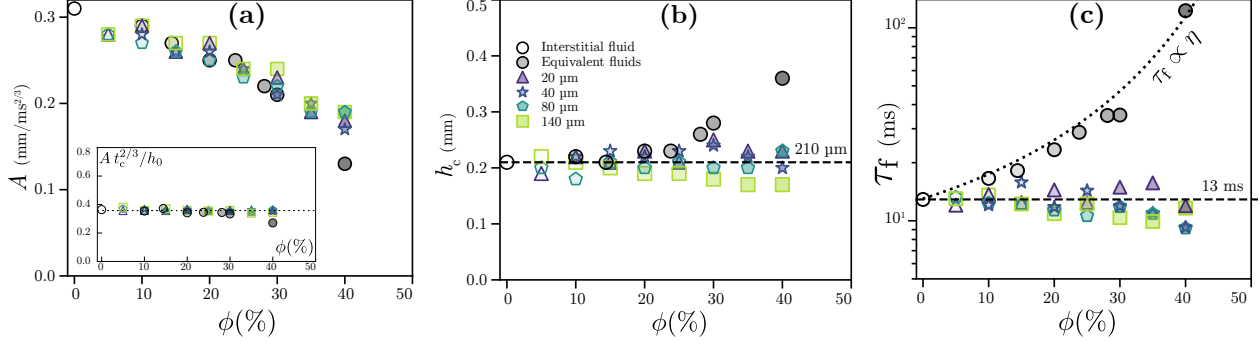 (a)
A (mm/ms^{2/3})
0.3
0.2
0.1
0.0
0
10
20
30
40
50
ϕ(%)
A t_c^{2/3}/h_0
0.8
0.6
0.4
0.2
0.0
0
10
20
30
40
50
ϕ(%)
(b)
h_c (mm)
0.5
0.4
0.3
0.2
0.1
0.0
Interstitial fluid
Equivalent fluids
20 µm
40 µm
80 µm
140 µm
210 µm
0
10
20
30
40
50
ϕ(%)
(c)
τ_f (ms)
10^2
10^1
τ_f ∝ η
13 ms
0
10
20
30
40
50
ϕ(%)